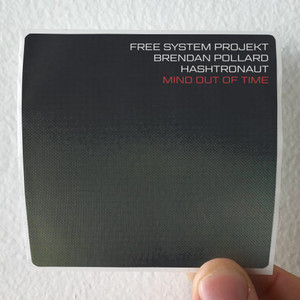 FREE SYSTEM PROJEKT
BRENDAN POLLARD
HASHTRONAUT
MIND OUT OF TIME